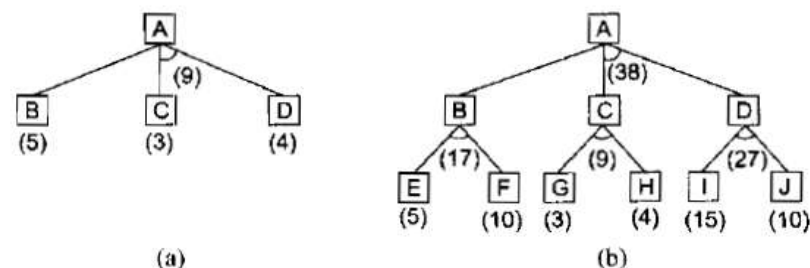 A
(9)
B C D
(5) (3) (4)
(a)
A
(38)
B C D
(17) (9) (27)
E F G H I J
(5) (10) (3) (4) (15) (10)
(b)